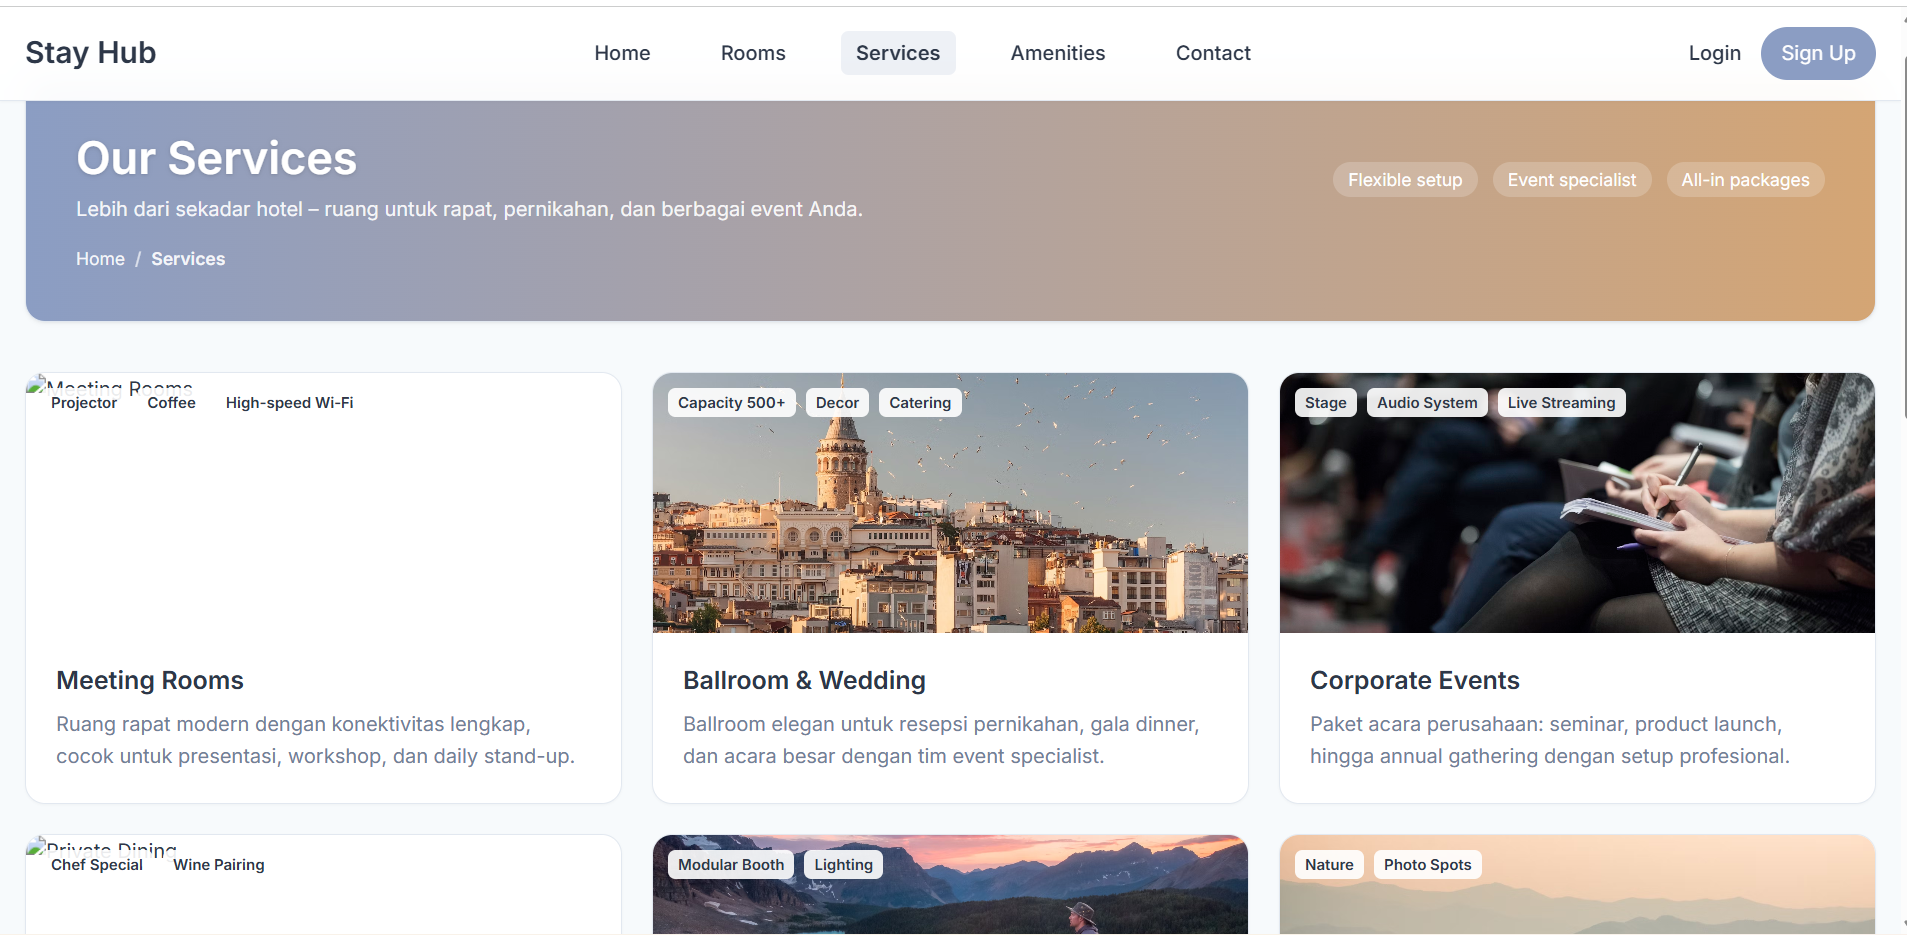 Stay Hub
Home
Rooms
Services
Amenities
Contact
Login
Sign Up
Our Services
Lebih dari sekadar hotel – ruang untuk rapat, pernikahan, dan berbagai event Anda.
Home / Services
Flexible setup
Event specialist
All-in packages
Meeting Rooms
Projector
Coffee
High-speed Wi-Fi
Meeting Rooms
Ruang rapat modern dengan konektivitas lengkap,
cocok untuk presentasi, workshop, dan daily stand-up.
Capacity 500+
Decor
Catering
Ballroom & Wedding
Ballroom elegan untuk resepsi pernikahan, gala dinner,
dan acara besar dengan tim event specialist.
Stage
Audio System
Live Streaming
Corporate Events
Paket acara perusahaan: seminar, product launch,
hingga annual gathering dengan setup profesional.
Private Dining
Chef Special
Wine Pairing
Modular Booth
Lighting
Nature
Photo Spots